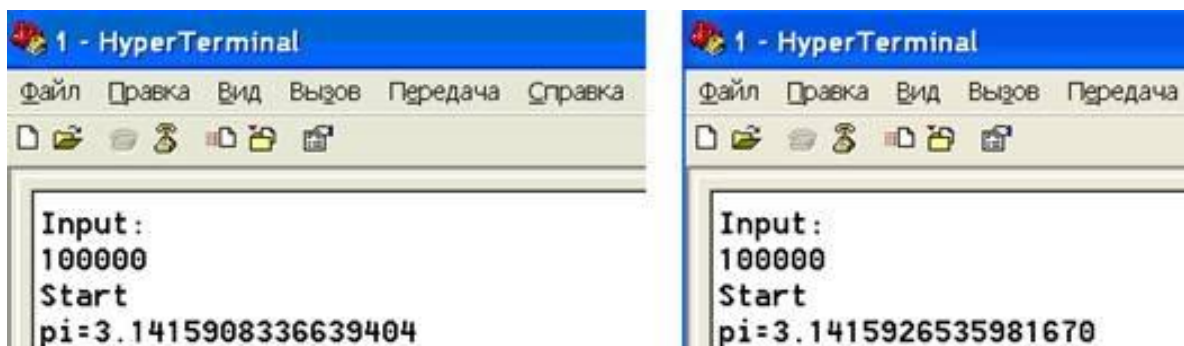 1 - HyperTerminal
Файл Правка Вид Вызов Передача Справка
Input:
100000
Start
pi=3.1415908336639404
1 - HyperTerminal
Файл Правка Вид Вызов Передача
Input:
100000
Start
pi=3.1415926535981670